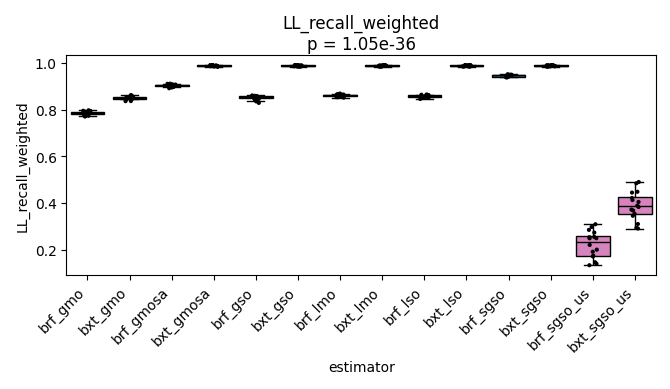 LL_recall_weighted
p = 1.05e-36
LL_recall_weighted
1.0
0.8
0.6
0.4
0.2
brf_gmo
bxt_gmo
brf_gmosa
bxt_gmosa
brf_gso
bxt_gso
brf_lmo
bxt_lmo
brf_lso
bxt_lso
brf_sgso
bxt_sgso
brf_sgso_us
bxt_sgso_us
estimator